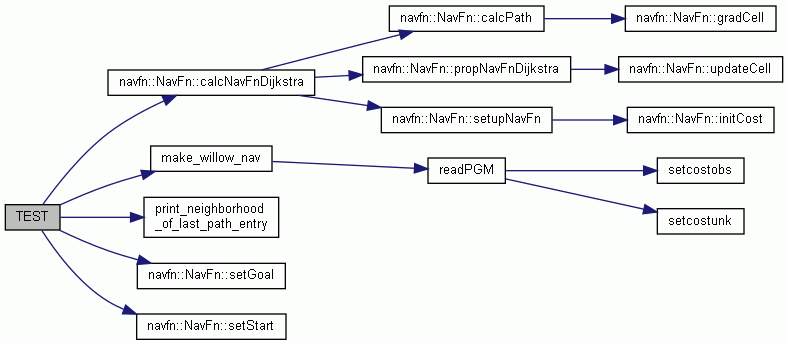 navfn::NavFn::calcPath
navfn::NavFn::gradCell
navfn::NavFn::calcNavFnDijkstra
navfn::NavFn::propNavFnDijkstra
navfn::NavFn::updateCell
navfn::NavFn::setupNavFn
navfn::NavFn::initCost
make_willow_nav
readPGM
setcostobs
TEST
print_neighborhood
_of_last_path_entry
setcostunk
navfn::NavFn::setGoal
navfn::NavFn::setStart